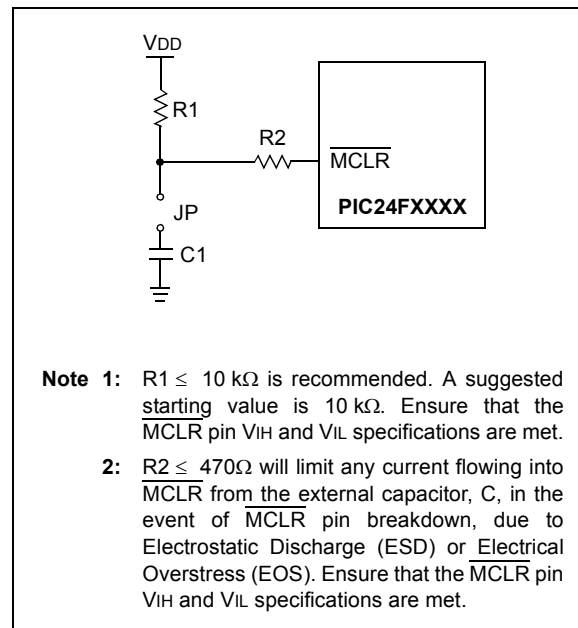 VDD
R1
R2
MCLR
JP
PIC24FXXXX
C1
Note 1: R1 ≤ 10 kΩ is recommended. A suggested
starting value is 10 kΩ. Ensure that the
MCLR pin VIH and VIL specifications are met.
2: R2 ≤ 470Ω will limit any current flowing into
MCLR from the external capacitor, C, in the
event of MCLR pin breakdown, due to
Electrostatic Discharge (ESD) or Electrical
Overstress (EOS). Ensure that the MCLR pin
VIH and VIL specifications are met.